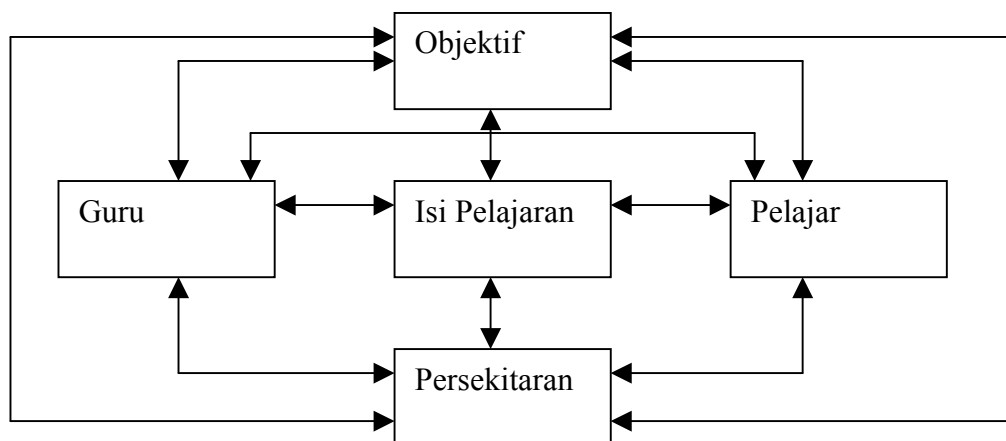 Objektif
Guru
Isi Pelajaran
Pelajar
Persekitaran